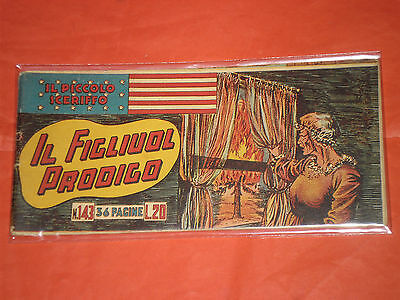 IL PICCOLO
SCERIFFO
IL FIGLIUOL
PRODIGO
N.143 36 PAGINE L.20